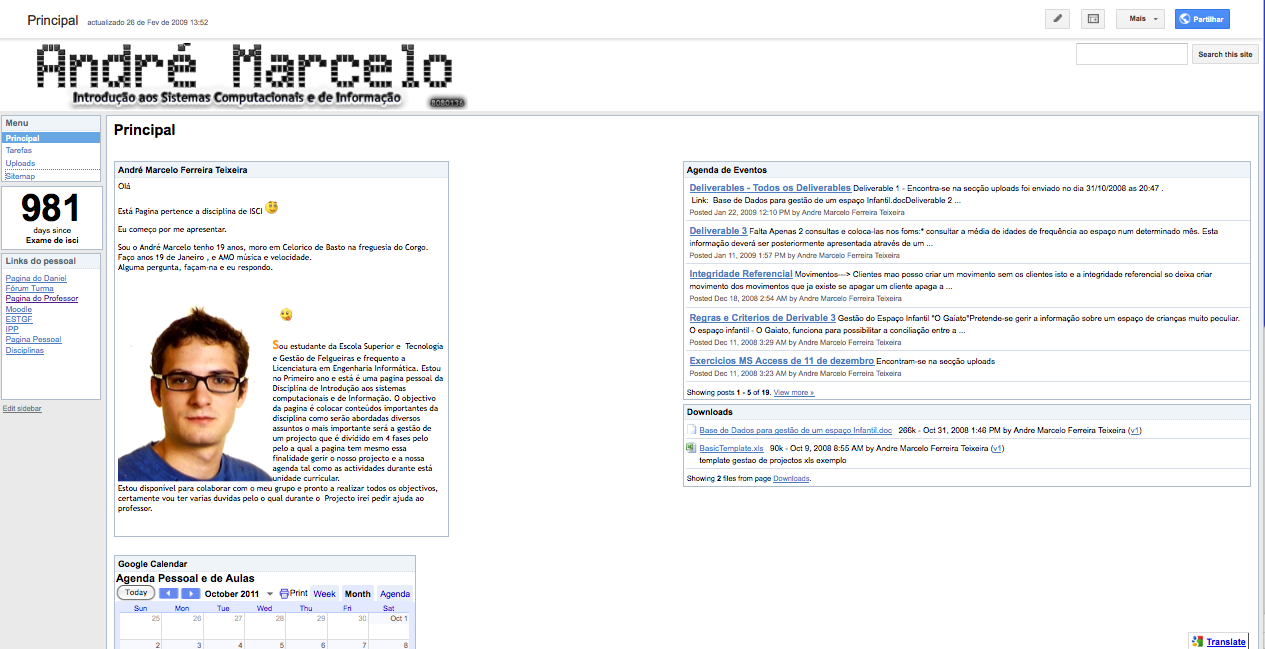 Principal actualizado 26 de Fev de 2009 13:52
Mais
Partilhar
André Marcelo
Introdução aos Sistemas Computacionais e de Informação
8080136
Search this site
Menu
Principal
Tarefas
Uploads
Sitemap
981
days since
Exame de isci
Links do pessoal
Pagina do Daniel
Fórum Turma
Pagina do Professor
Moodle
ESTGF
IPP
Pagina Pessoal
Disciplinas
Edit sidebar
Principal
André Marcelo Ferreira Teixeira
Olá
Está Pagina pertence a disciplina de ISCI
Eu começo por me apresentar.
Sou o André Marcelo tenho 19 anos, moro em Celorico de Basto na freguesia do Corgo.
Faço anos 19 de Janeiro , e AMO música e velocidade.
Alguma pergunta, façam-na e eu respondo.
Sou estudante da Escola Superior e Tecnologia
e Gestão de Felgueiras e frequento a
Licenciatura em Engenharia Informática. Estou
no Primeiro ano e está é uma pagina pessoal da
Disciplina de Introdução aos sistemas
computacionais e de Informação. O objectivo
da pagina é colocar conteúdos importantes da
disciplina como serão abordadas diversos
assuntos o mais importante será a gestão de
um projecto que é dividido em 4 fases pelo
pelo a qual a pagina tem mesmo essa
finalidade gerir o nosso projecto e a nossa
agenda tal como as actividades durante está
unidade curricular.
Estou disponível para colaborar com o meu grupo e pronto a realizar todos os objectivos,
certamente vou ter varias duvidas pelo o qual durante o Projecto irei pedir ajuda ao
professor.
Google Calendar
Agenda Pessoal e de Aulas
Today October 2011 Print Week Month Agenda
Sun Mon Tue Wed Thu Fri Sat
25 26 27 28 29 30 Oct 1
2 3 4 5 6 7 8
Agenda de Eventos
Deliverables - Todos os Deliverables Deliverable 1 - Encontra-se na secção uploads foi enviado no dia 31/10/2008 as 20:47 .
Link: Base de Dados para gestão de um espaço Infantil.docDeliverable 2 ...
Posted Jan 22, 2009 12:10 PM by Andre Marcelo Ferreira Teixeira
Deliverable 3 Falta Apenas 2 consultas e coloca-las nos foms:* consultar a média de idades de frequência ao espaço num determinado mês. Esta
informação deverá ser posteriormente apresentada através de um ...
Posted Jan 11, 2009 1:57 PM by Andre Marcelo Ferreira Teixeira
Integridade Referencial Movimentos---> Clientes mao posso criar um movimento sem os clientes isto e a integridade referencial so deixa criar
movimento dos movimentos que ja existe se apagar um cliente apaga a ...
Posted Dec 18, 2008 2:54 AM by Andre Marcelo Ferreira Teixeira
Regras e Criterios de Derivable 3 Gestão do Espaço Infantil "O Gaiato"Pretende-se gerir a informação sobre um espaço de crianças muito peculiar.
O espaço infantil - O Gaiato, funciona para possibilitar a conciliação entre a ...
Posted Dec 11, 2008 3:29 AM by Andre Marcelo Ferreira Teixeira
Exercicios MS Access de 11 de dezembro Encontram-se na secção uploads
Posted Dec 11, 2008 3:23 AM by Andre Marcelo Ferreira Teixeira
Showing posts 1 - 5 of 19. View more »
Downloads
Base de Dados para gestão de um espaço Infantil.doc 266k - Oct 31, 2008 1:46 PM by Andre Marcelo Ferreira Teixeira (v1)
BasicTemplate.xls 90k - Oct 9, 2008 8:55 AM by Andre Marcelo Ferreira Teixeira (v1)
template gestao de projectos xls exemplo
Showing 2 files from page Downloads.
Translate